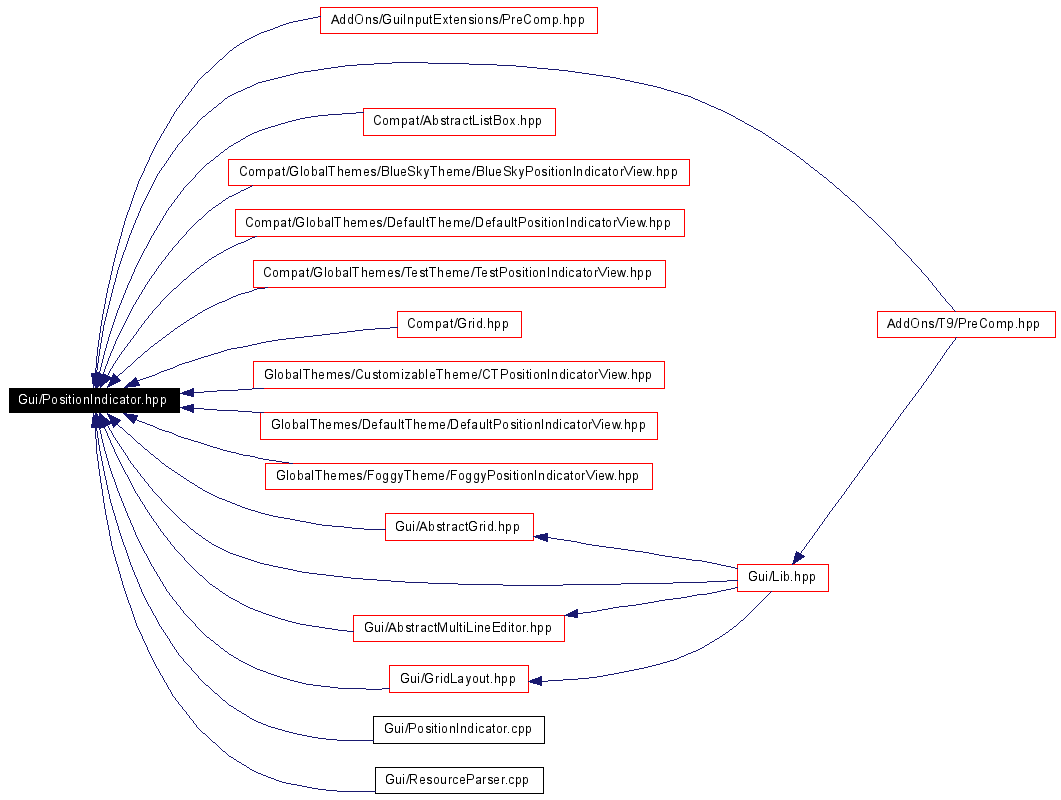 AddOns/GuiInputExtensions/PreComp.hpp
Compat/AbstractListBox.hpp
Compat/GlobalThemes/BlueSkyTheme/BlueSkyPositionIndicatorView.hpp
Compat/GlobalThemes/DefaultTheme/DefaultPositionIndicatorView.hpp
Compat/GlobalThemes/TestTheme/TestPositionIndicatorView.hpp
Compat/Grid.hpp
AddOns/T9/PreComp.hpp
GlobalThemes/CustomizableTheme/CTPositionIndicatorView.hpp
Gui/PositionIndicator.hpp
GlobalThemes/DefaultTheme/DefaultPositionIndicatorView.hpp
GlobalThemes/FoggyTheme/FoggyPositionIndicatorView.hpp
Gui/AbstractGrid.hpp
Gui/Lib.hpp
Gui/AbstractMultiLineEditor.hpp
Gui/GridLayout.hpp
Gui/PositionIndicator.cpp
Gui/ResourceParser.cpp